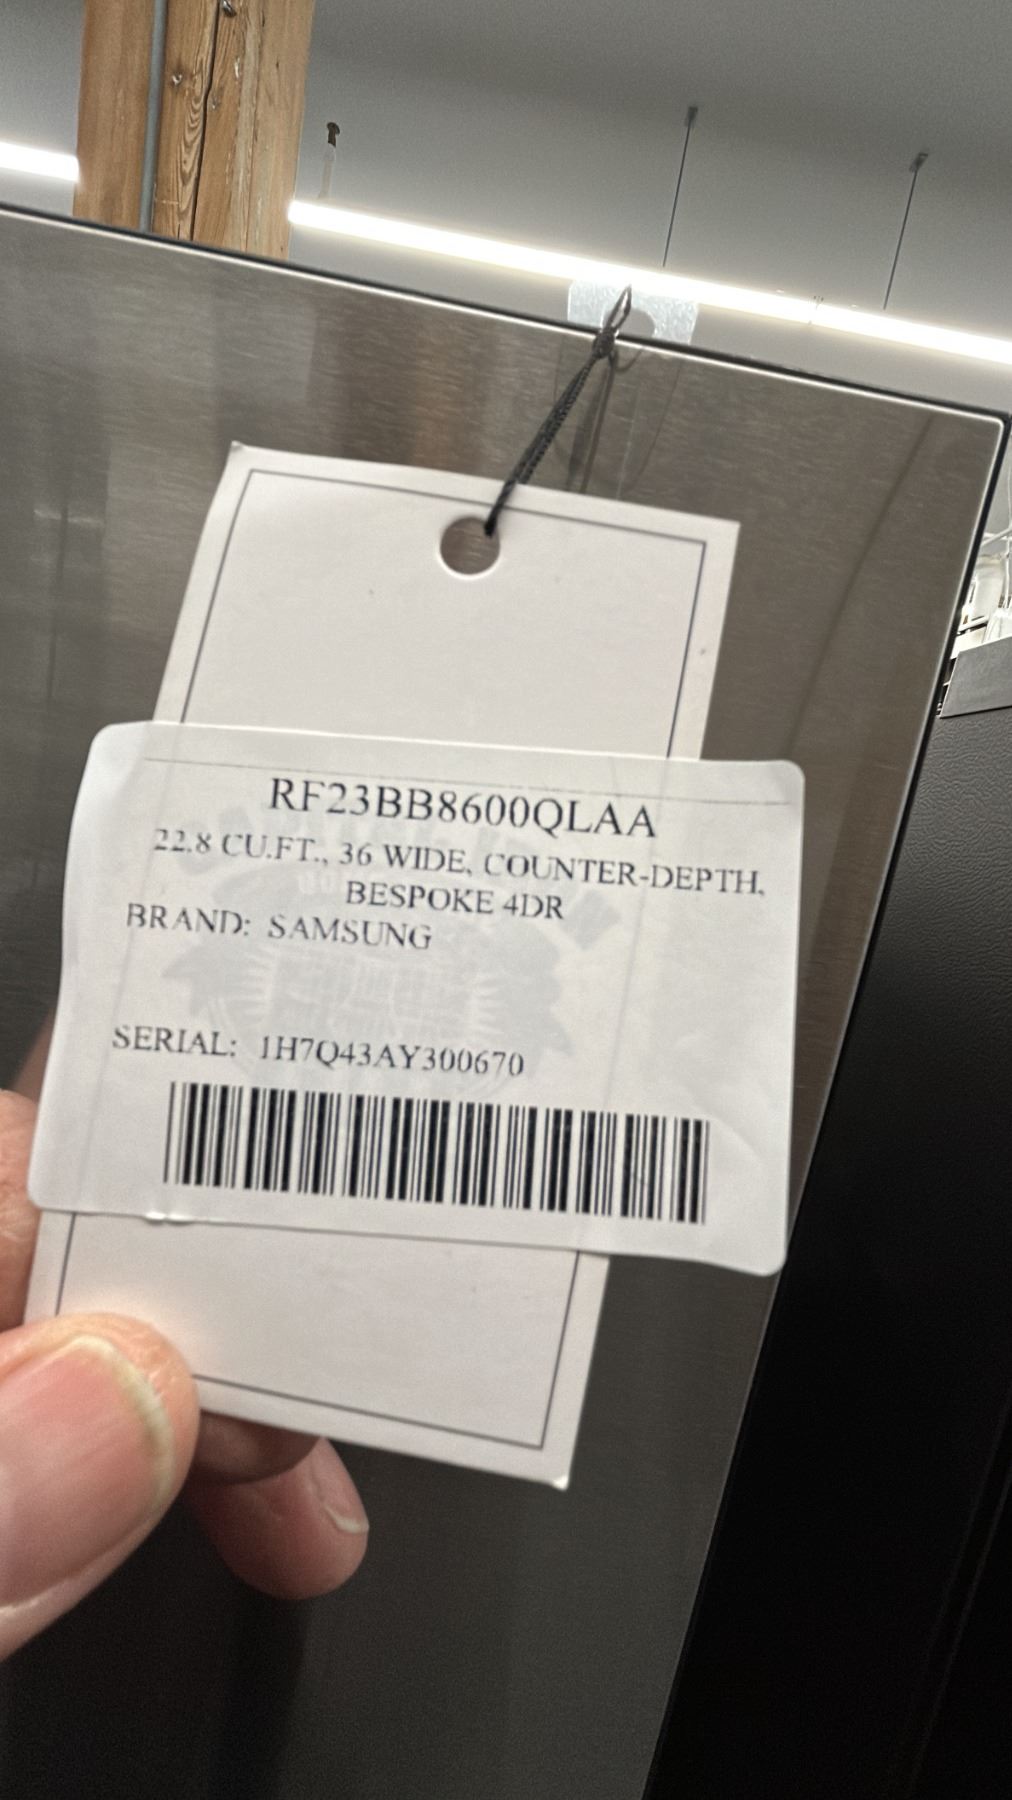 RF23BB8600QLAA
22.8 CU.FT., 36 WIDE, COUNTER-DEPTH,
BESPOKE 4DR
BRAND: SAMSUNG
SERIAL: 1H7Q43AY300670